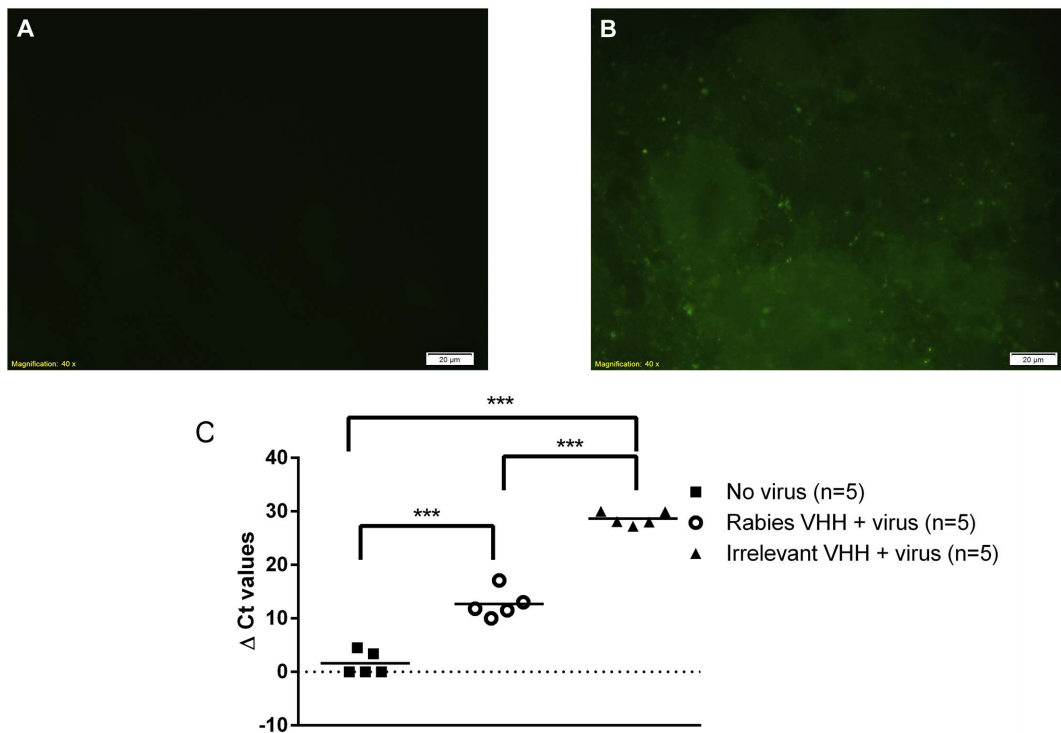 A
B
Magnification: 40 x
20 µm
Magnification: 40 x
20 µm
C
***
***
***
Δ Ct values
40
30
20
10
0
-10
No virus (n=5)
Rabies VHH + virus (n=5)
Irrelevant VHH + virus (n=5)